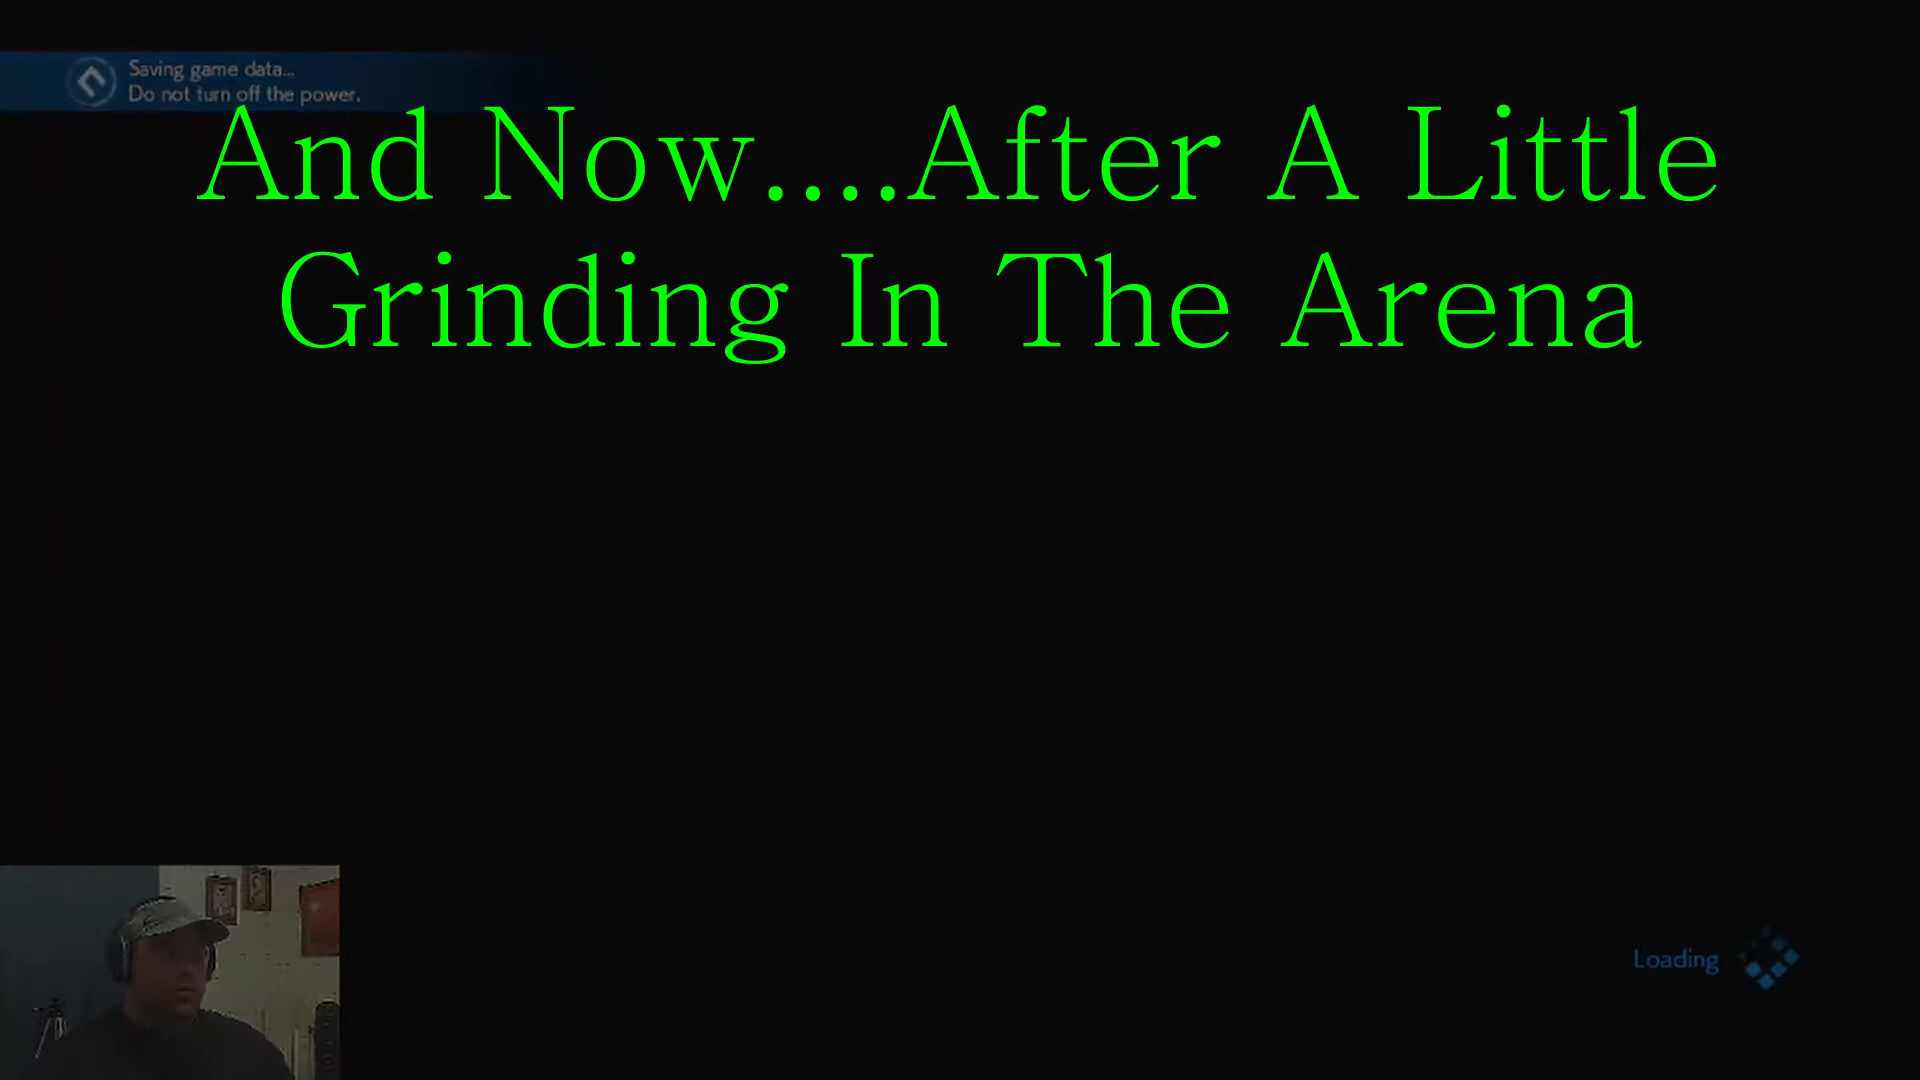 Saving game data...
Do not turn off the power.
And Now....After A Little
Grinding In The Arena
Loading